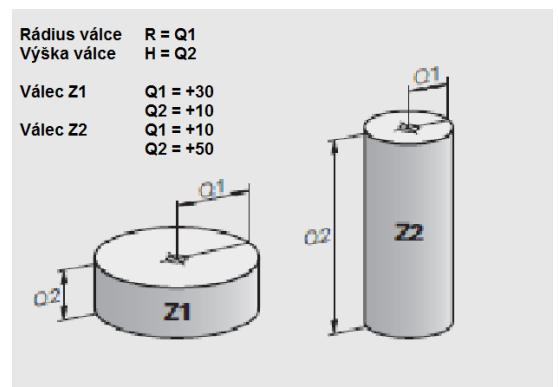 Rádius válce R = Q1
Výška válce H = Q2
Válec Z1 Q1 = +30
Q2 = +10
Válec Z2 Q1 = +10
Q2 = +50
Q1
Q1
Q2
Z2
Q2
Z1